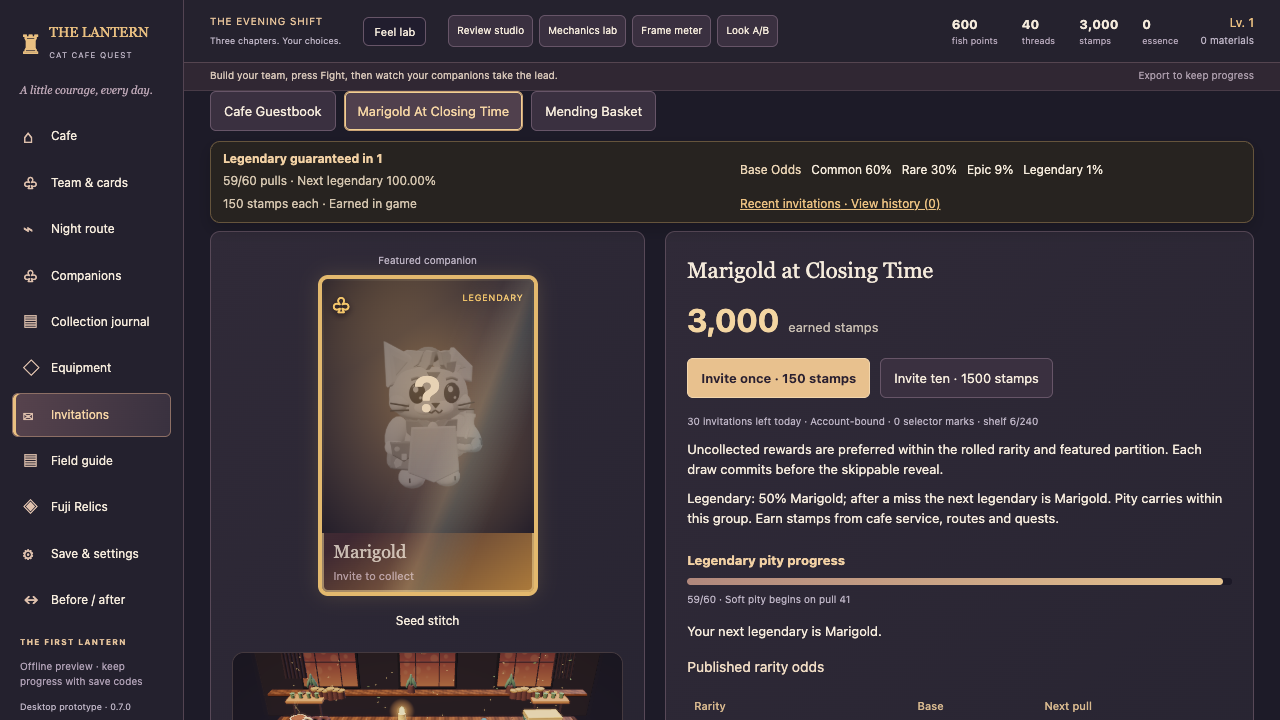 THE LANTERN
CAT CAFE QUEST
A little courage, every day.
Cafe
Team & cards
Night route
Companions
Collection journal
Equipment
Invitations
Field guide
Fuji Relics
Save & settings
Before / after
THE FIRST LANTERN
Offline preview · keep
progress with save codes
Desktop prototype · 0.7.0
THE EVENING SHIFT
Three chapters. Your choices.
Feel lab
Review studio
Mechanics lab
Frame meter
Look A/B
600
fish points
40
threads
3,000
stamps
0
essence
Lv. 1
0 materials
Build your team, press Fight, then watch your companions take the lead.
Export to keep progress
Cafe Guestbook
Marigold At Closing Time
Mending Basket
Legendary guaranteed in 1
59/60 pulls · Next legendary 100.00%
150 stamps each · Earned in game
Base Odds Common 60% Rare 30% Epic 9% Legendary 1%
Recent invitations · View history (0)
Featured companion
LEGENDARY
?
Marigold
Invite to collect
Seed stitch
Marigold at Closing Time
3,000 earned stamps
Invite once · 150 stamps
Invite ten · 1500 stamps
30 invitations left today · Account-bound · 0 selector marks · shelf 6/240
Uncollected rewards are preferred within the rolled rarity and featured partition. Each
draw commits before the skippable reveal.
Legendary: 50% Marigold; after a miss the next legendary is Marigold. Pity carries within
this group. Earn stamps from cafe service, routes and quests.
Legendary pity progress
59/60 · Soft pity begins on pull 41
Your next legendary is Marigold.
Published rarity odds
Rarity Base Next pull